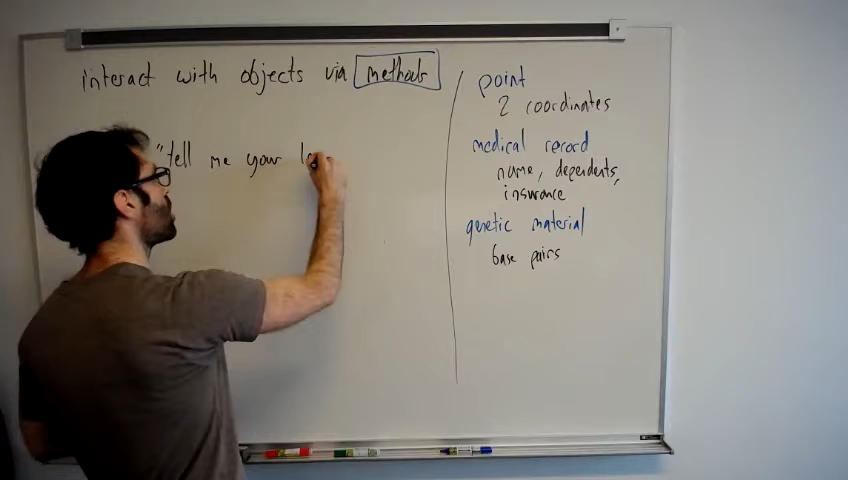 interact with objects via methods
"tell me your
point
2 coordinates
medical record
name, dependents,
insurance
genetic material
base pairs